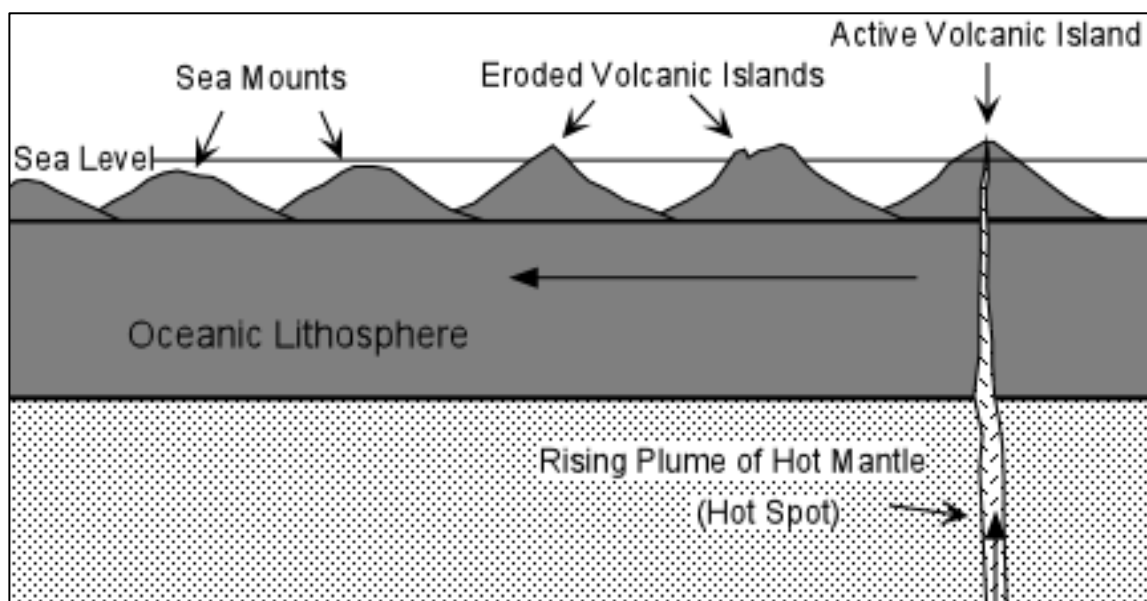 Active Volcanic Island
Sea Mounts
Eroded Volcanic Islands
Sea Level
Oceanic Lithosphere
Rising Plume of Hot Mantle
(Hot Spot)